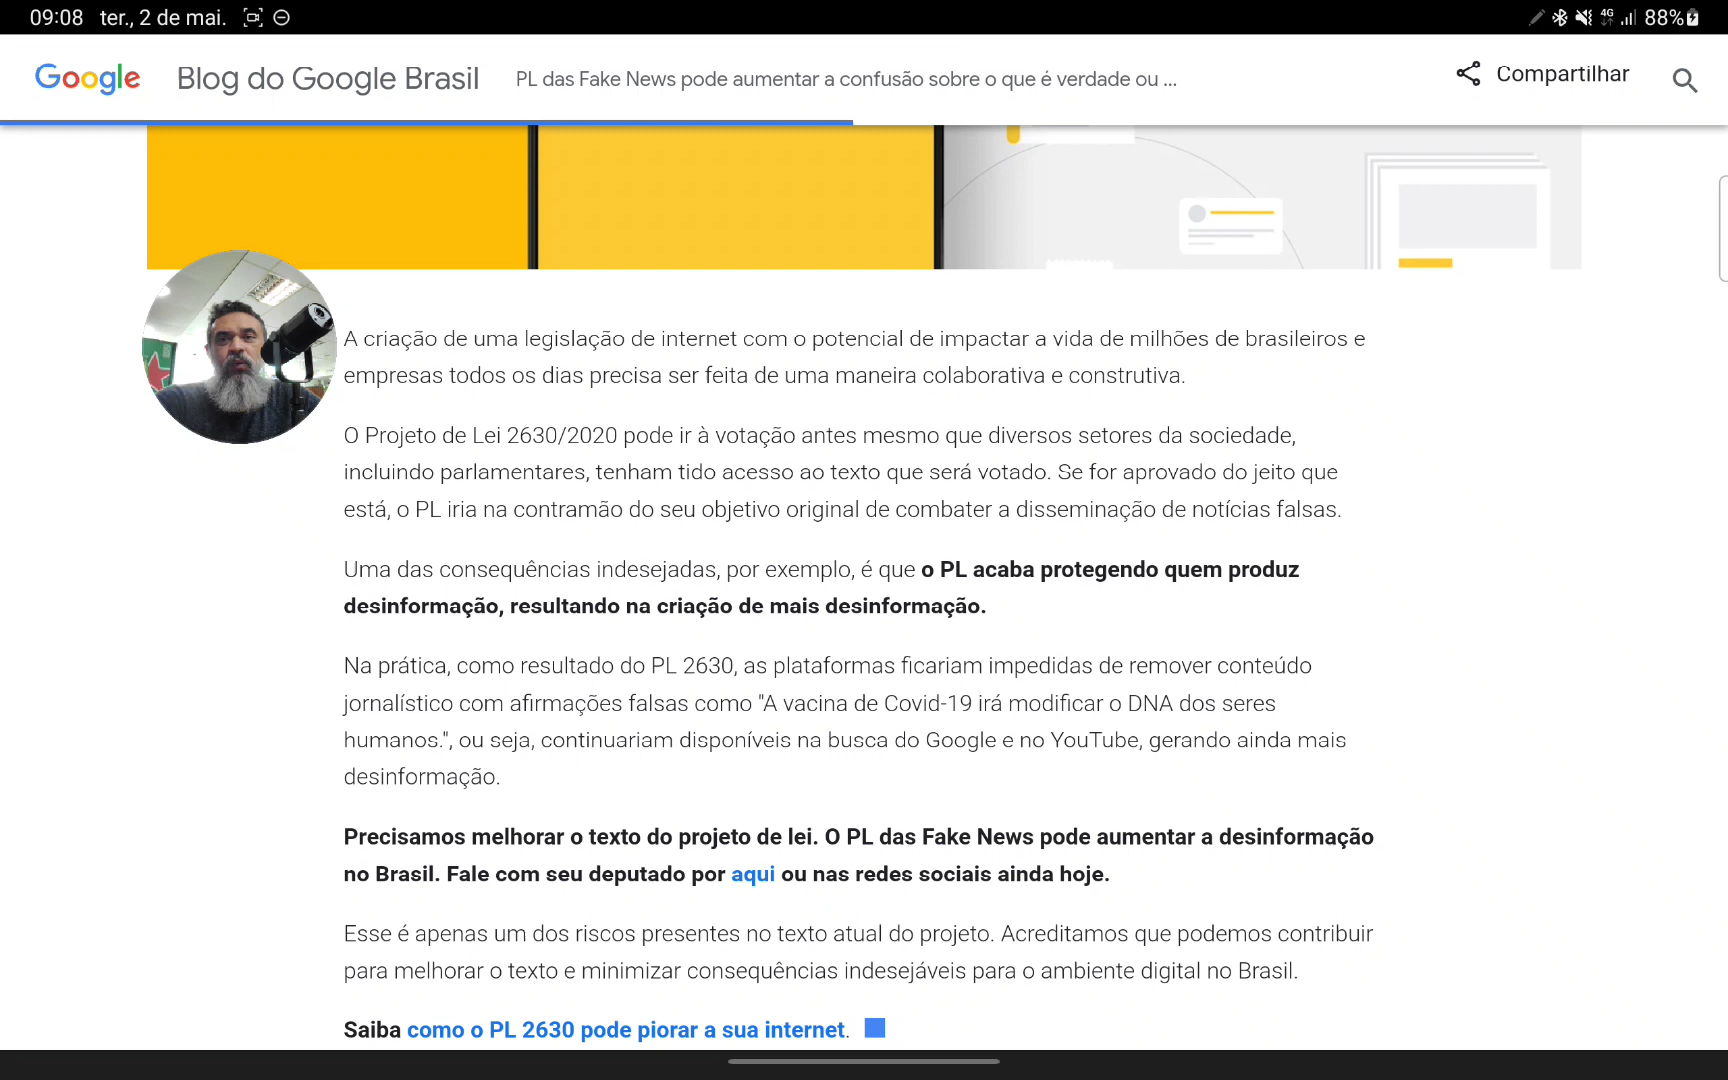 09:08 ter., 2 de mai.
4G 88%
Google Blog do Google Brasil PL das Fake News pode aumentar a confusão sobre o que é verdade ou ... Compartilhar
A criação de uma legislação de internet com o potencial de impactar a vida de milhões de brasileiros e
empresas todos os dias precisa ser feita de uma maneira colaborativa e construtiva.
O Projeto de Lei 2630/2020 pode ir à votação antes mesmo que diversos setores da sociedade,
incluindo parlamentares, tenham tido acesso ao texto que será votado. Se for aprovado do jeito que
está, o PL iria na contramão do seu objetivo original de combater a disseminação de notícias falsas.
Uma das consequências indesejadas, por exemplo, é que o PL acaba protegendo quem produz
desinformação, resultando na criação de mais desinformação.
Na prática, como resultado do PL 2630, as plataformas ficariam impedidas de remover conteúdo
jornalístico com afirmações falsas como "A vacina de Covid-19 irá modificar o DNA dos seres
humanos.", ou seja, continuariam disponíveis na busca do Google e no YouTube, gerando ainda mais
desinformação.
Precisamos melhorar o texto do projeto de lei. O PL das Fake News pode aumentar a desinformação
no Brasil. Fale com seu deputado por aqui ou nas redes sociais ainda hoje.
Esse é apenas um dos riscos presentes no texto atual do projeto. Acreditamos que podemos contribuir
para melhorar o texto e minimizar consequências indesejáveis para o ambiente digital no Brasil.
Saiba como o PL 2630 pode piorar a sua internet.